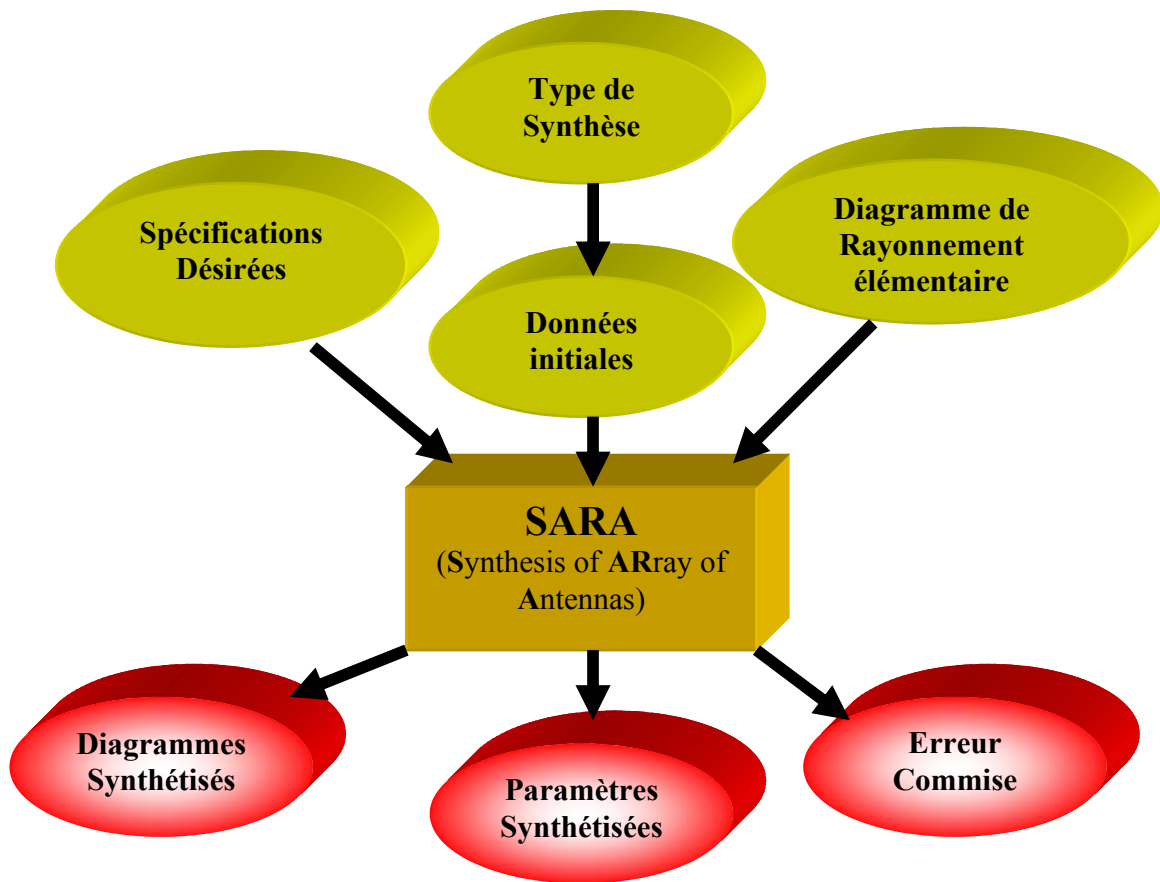 Type de
Synthèse
Spécifications
Désirées
Diagramme de
Rayonnement
élémentaire
Données
initiales
SARA
(Synthesis of ARray of
Antennas)
Diagrammes
Synthétisés
Paramètres
Synthétisées
Erreur
Commise